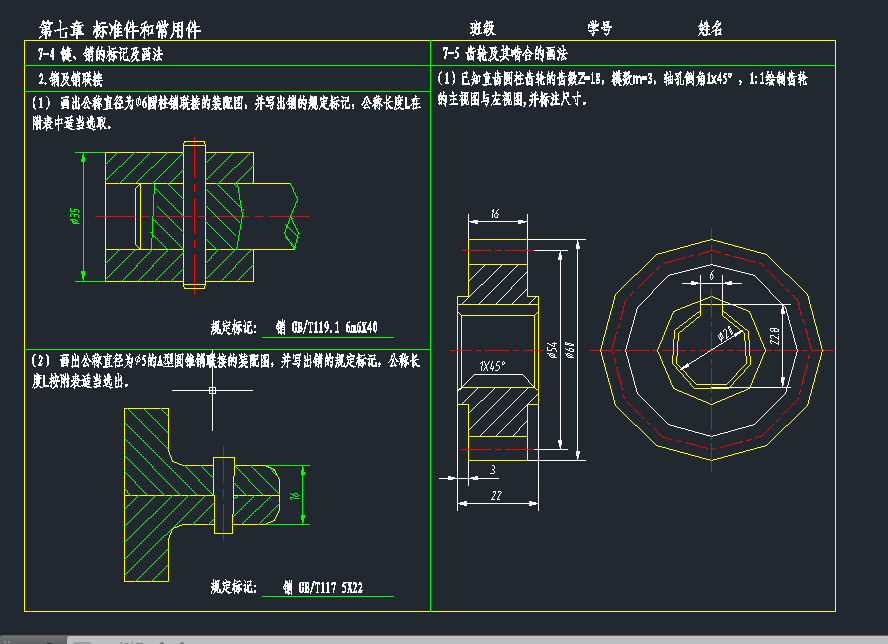 第七章 标准件和常用件 班级 学号 姓名
7-4 键、销的标记及画法
2.销及销联接
(1) 画出公称直径为φ6圆柱销联接的装配图，并写出销的规定标记，公称长度L在
附表中适当选取.
φ35
规定标记: 销 GB/T119.1 6m6X40
(2) 画出公称直径为φ5的A型圆锥销联接的装配图，并写出销的规定标记，公称长
度L按附表适当选出.
16
规定标记: 销 GB/T117 5X22
7-5 齿轮及其啮合的画法
(1)已知直齿圆柱齿轮的齿数Z=18，模数m=3，轴孔倒角1x45°，1:1绘制齿轮
的主视图与左视图,并标注尺寸.
16
1X45°
φ54
φ68
3
22
6
φ20
22.8